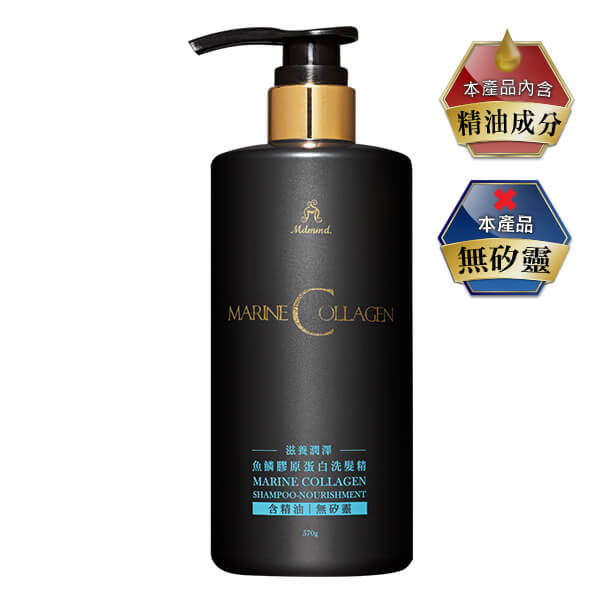 本產品內含
精油成分
本產品
無矽靈
Mdmmd.
MARINE COLLAGEN
滋養潤澤
魚鱗膠原蛋白洗髮精
MARINE COLLAGEN
SHAMPOO-NOURISHMENT
含精油|無矽靈
570g